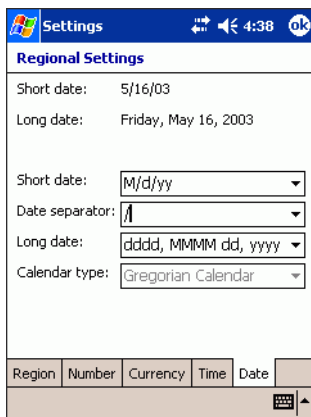 Settings 4:38 ok
Regional Settings
Short date: 5/16/03
Long date: Friday, May 16, 2003
Short date: M/d/yy
Date separator: /
Long date: dddd, MMMM dd, yyyy
Calendar type: Gregorian Calendar
Region Number Currency Time Date